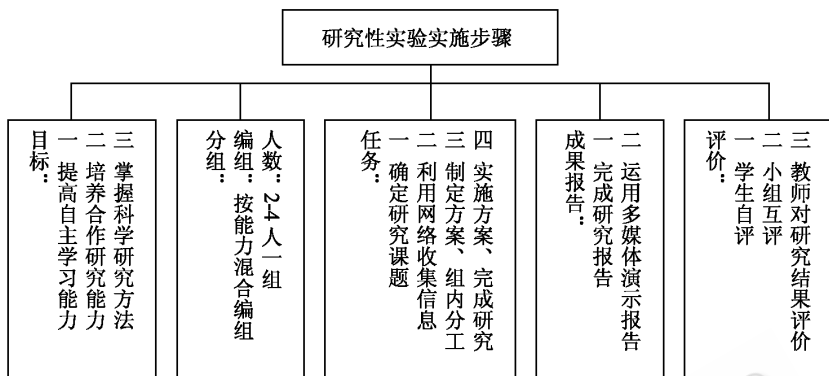 研究性实验实施步骤
目标：
一 提高自主学习能力
二 培养合作研究能力
三 掌握科学研究方法
分组：
编组：按能力混合编组
人数：2-4人一组
任务：
一 确定研究课题
二 利用网络收集信息
三 制定方案、组内分工
四 实施方案、完成研究
成果报告：
一 完成研究报告
二 运用多媒体演示报告
评价：
一 学生自评
二 小组互评
三 教师对研究结果评价